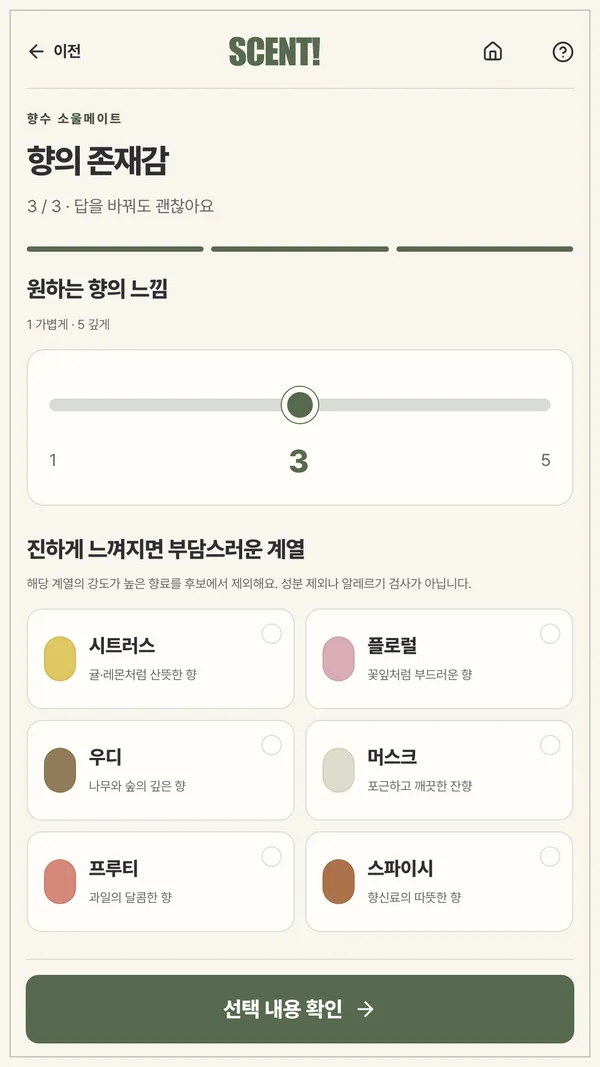 이전
SCENT!
향수 소울메이트
향의 존재감
3 / 3 · 답을 바꿔도 괜찮아요
원하는 향의 느낌
1 가볍게 · 5 깊게
1
3
5
진하게 느껴지면 부담스러운 계열
해당 계열의 강도가 높은 향료를 후보에서 제외해요. 성분 제외나 알레르기 검사가 아닙니다.
시트러스
귤·레몬처럼 산뜻한 향
플로럴
꽃잎처럼 부드러운 향
우디
나무와 숲의 깊은 향
머스크
포근하고 깨끗한 잔향
프루티
과일의 달콤한 향
스파이시
향신료의 따뜻한 향
선택 내용 확인